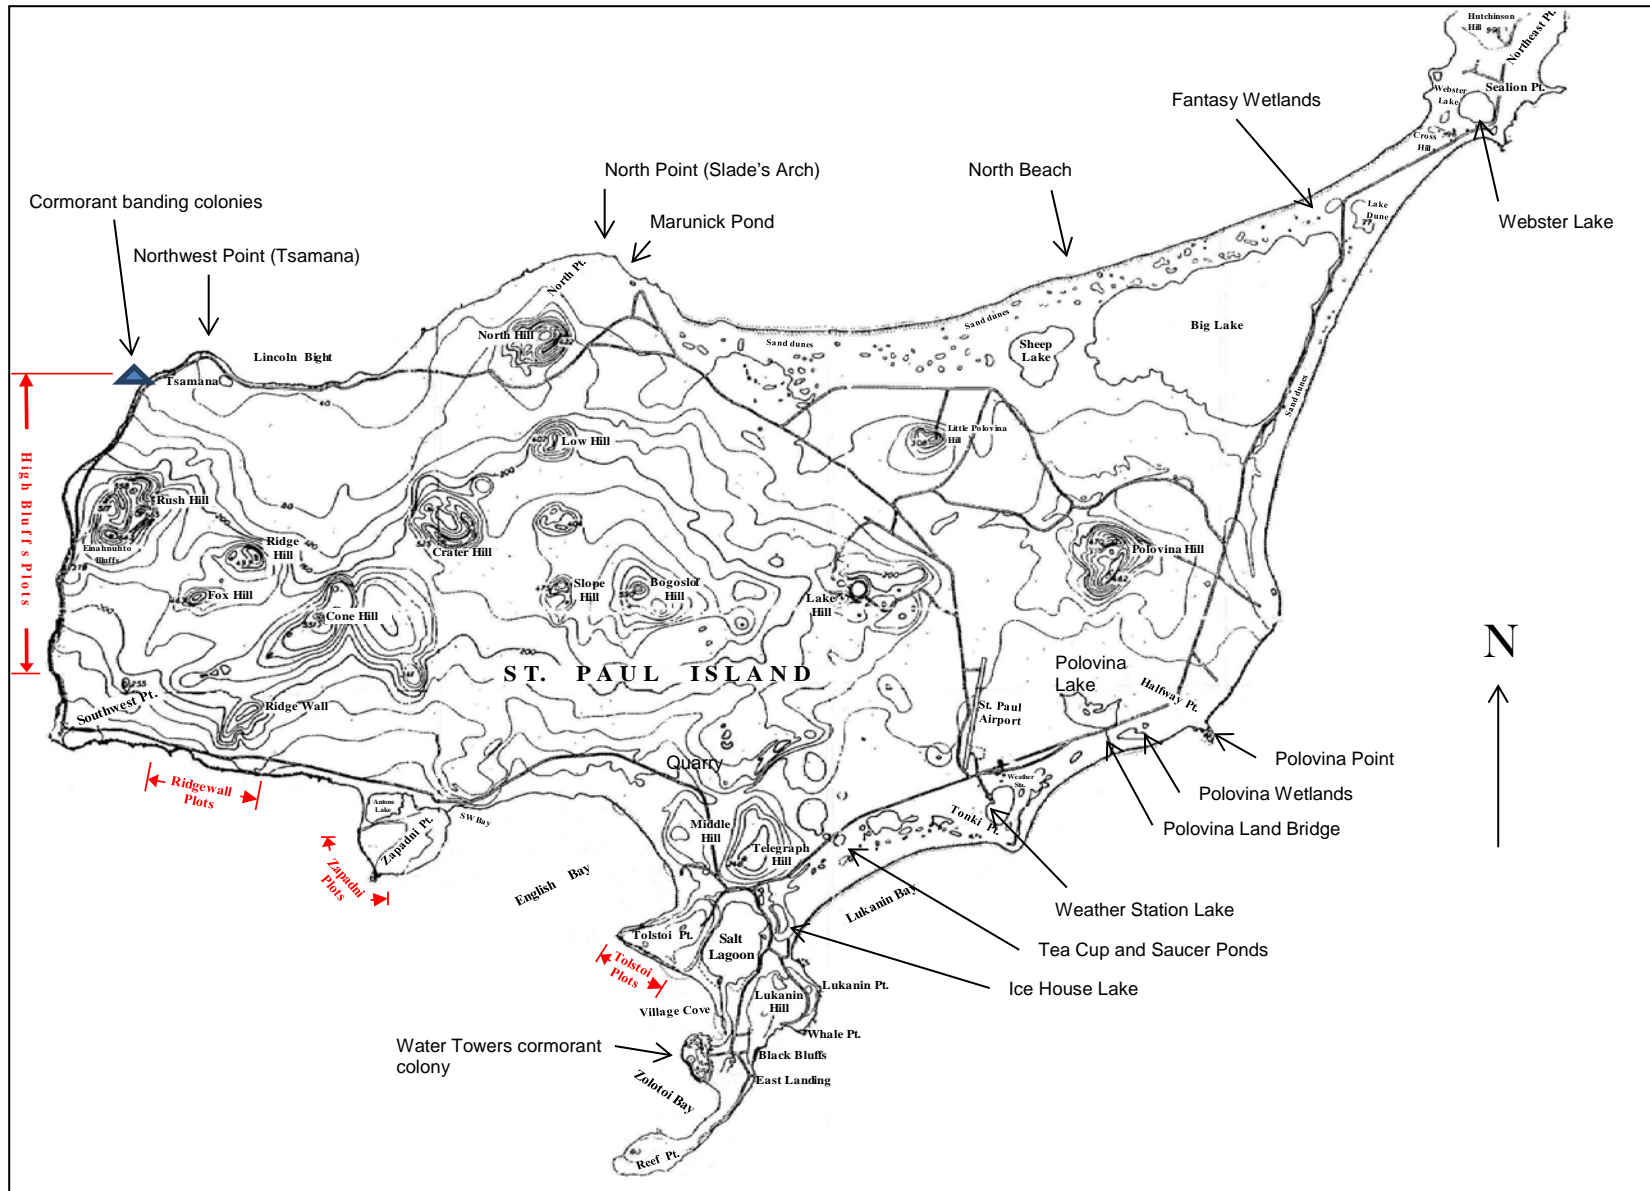 Hutchinson
Hill
Northeast Pt.
Webster
Lake
Sealion Pt.
Cross
Hill
Fantasy Wetlands
North Point (Slade's Arch)
North Beach
Cormorant banding colonies
Marunick Pond
Webster Lake
Lake
Dune
Northwest Point (Tsamana)
North Pt.
North Hill
Sand dunes
Sand dunes
Big Lake
Sheep
Lake
Lincoln Bight
Tsamana
Sand dunes
Little Polovina
Hill
Low Hill
High Bluffs Plots
Rush Hill
Einahnuhto
Bluffs
Ridge
Hill
Crater Hill
Polovina Hill
Fox Hill
Cone Hill
Slope
Hill
Bogoslof
Hill
Lake
Hill
N
ST. PAUL ISLAND
Polovina
Lake
Halfway Pt.
Southwest Pt.
Ridge Wall
St. Paul
Airport
Quarry
Polovina Point
Ridgewall
Plots
Weather
Sta.
Polovina Wetlands
Antone
Lake
SW Bay
Tonki Pt.
Polovina Land Bridge
Zapadni Pt.
Middle
Hill
Telegraph
Hill
Zapadni
Plots
English Bay
Lukanin Bay
Weather Station Lake
Tolstoi Pt.
Salt
Lagoon
Tea Cup and Saucer Ponds
Tolstoi
Plots
Ice House Lake
Lukanin Pt.
Lukanin
Hill
Village Cove
Whale Pt.
Water Towers cormorant
colony
Black Bluffs
East Landing
Zolotoi Bay
Reef Pt.